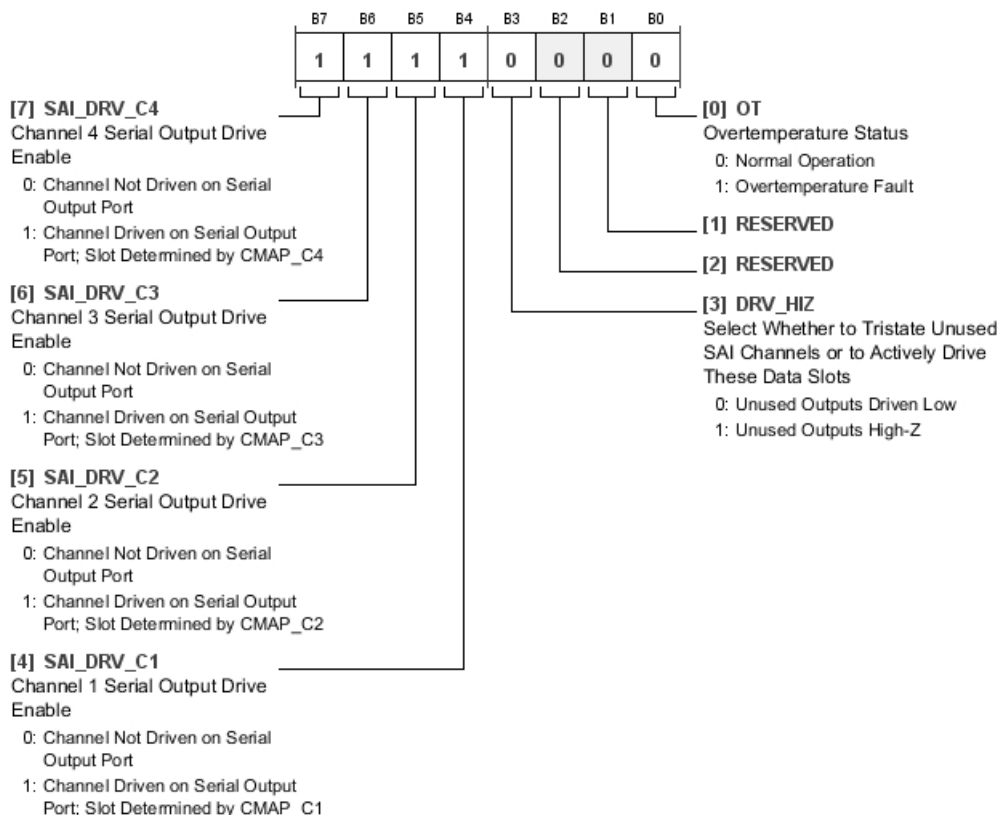 B7 B6 B5 B4 B3 B2 B1 B0
1 1 1 1 0 0 0 0
[7] SAI_DRV_C4
Channel 4 Serial Output Drive
Enable
0: Channel Not Driven on Serial
Output Port
1: Channel Driven on Serial Output
Port; Slot Determined by CMAP_C4
[6] SAI_DRV_C3
Channel 3 Serial Output Drive
Enable
0: Channel Not Driven on Serial
Output Port
1: Channel Driven on Serial Output
Port; Slot Determined by CMAP_C3
[5] SAI_DRV_C2
Channel 2 Serial Output Drive
Enable
0: Channel Not Driven on Serial
Output Port
1: Channel Driven on Serial Output
Port; Slot Determined by CMAP_C2
[4] SAI_DRV_C1
Channel 1 Serial Output Drive
Enable
0: Channel Not Driven on Serial
Output Port
1: Channel Driven on Serial Output
Port; Slot Determined by CMAP_C1
[0] OT
Overtemperature Status
0: Normal Operation
1: Overtemperature Fault
[1] RESERVED
[2] RESERVED
[3] DRV_HIZ
Select Whether to Tristate Unused
SAI Channels or to Actively Drive
These Data Slots
0: Unused Outputs Driven Low
1: Unused Outputs High-Z